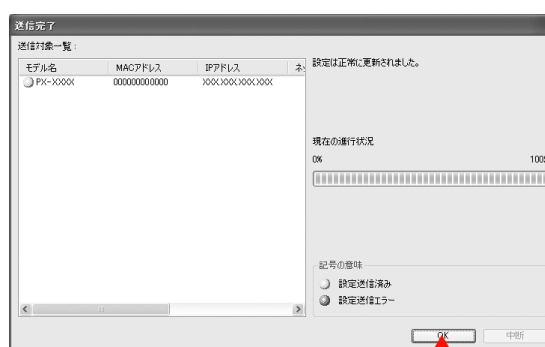 送信完了
送信対象一覧:
モデル名 MACアドレス IPアドレス ネッ
PX-XXXX 000000000000 XXX.XXX.XXX.XXX
設定は正常に更新されました。
現在の進行状況
0% 100%
記号の意味
設定送信済み
設定送信エラー
OK 中断